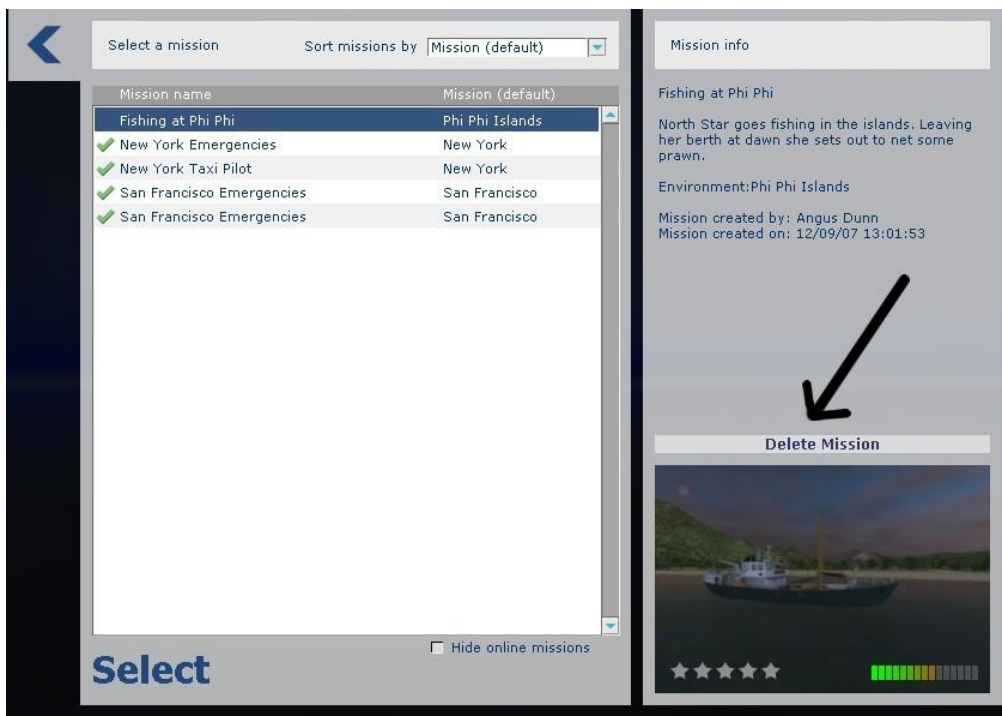 Select a mission
Sort missions by Mission (default)
Mission name Mission (default)
Fishing at Phi Phi Phi Phi Islands
New York Emergencies New York
New York Taxi Pilot New York
San Francisco Emergencies San Francisco
San Francisco Emergencies San Francisco
Hide online missions
Select
Mission info
Fishing at Phi Phi
North Star goes fishing in the islands. Leaving
her berth at dawn she sets out to net some
prawn.
Environment:Phi Phi Islands
Mission created by: Angus Dunn
Mission created on: 12/09/07 13:01:53
Delete Mission